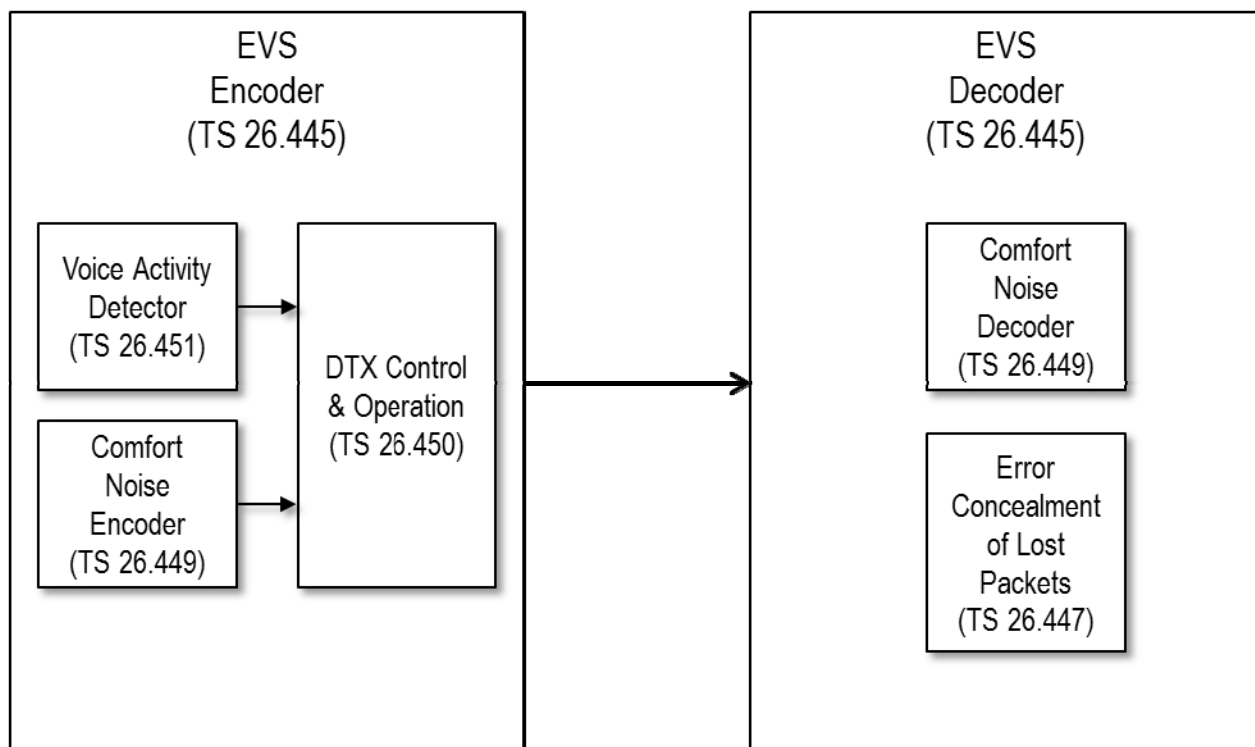 EVS
Encoder
(TS 26.445)
Voice Activity
Detector
(TS 26.451)
Comfort
Noise
Encoder
(TS 26.449)
DTX Control
& Operation
(TS 26.450)
EVS
Decoder
(TS 26.445)
Comfort
Noise
Decoder
(TS 26.449)
Error
Concealment
of Lost
Packets
(TS 26.447)